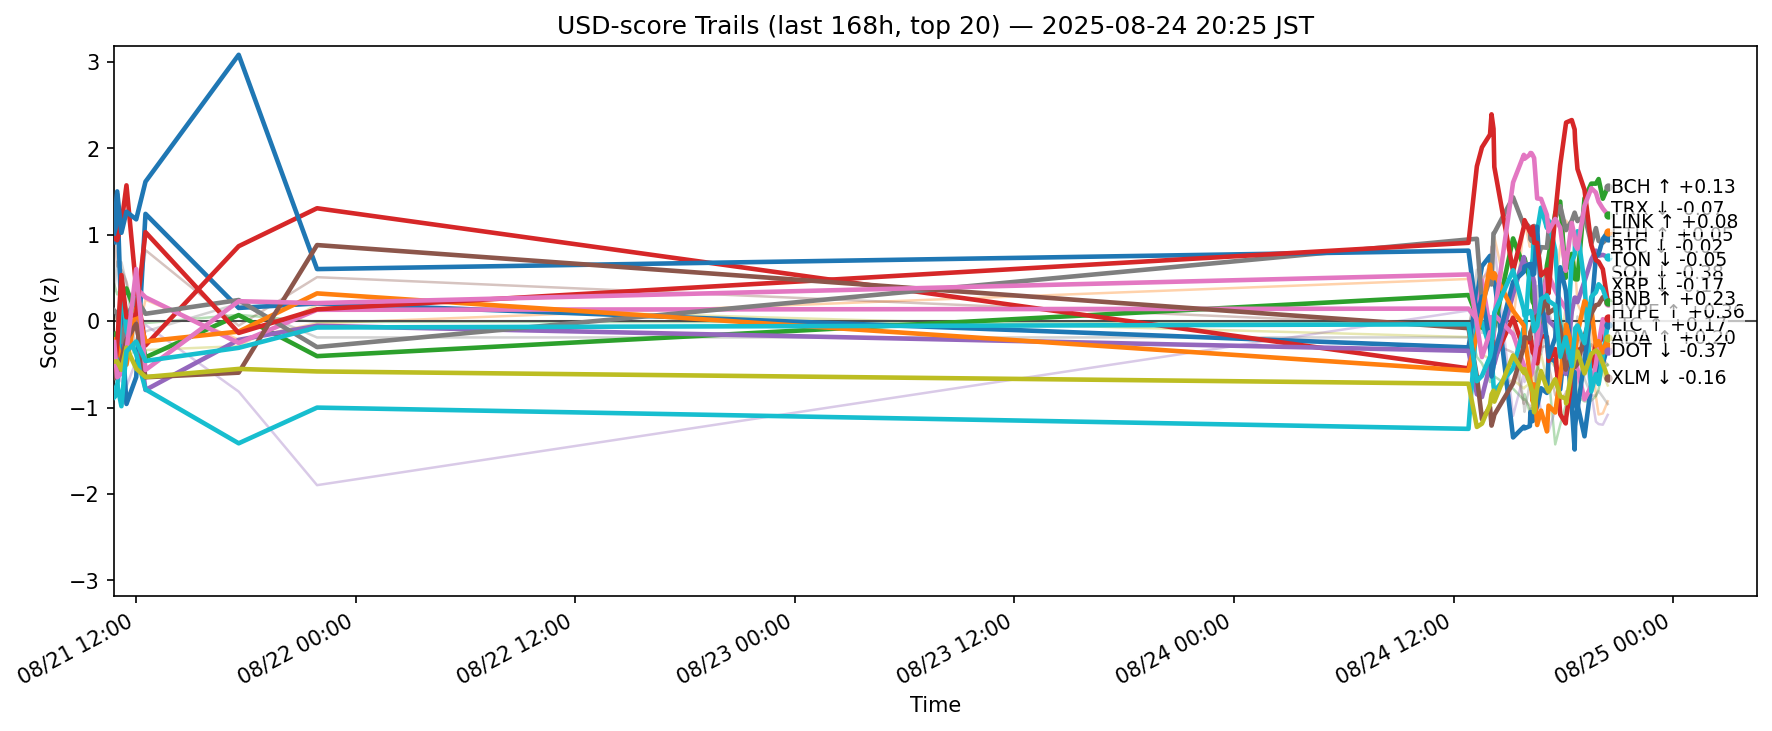 USD-score Trails (last 168h, top 20) — 2025-08-24 20:25 JST
Score (z)
3
2
1
0
−1
−2
−3
BCH ↑ +0.13
TRX ↓ -0.07
LINK ↑ +0.08
ETH ↑ +0.05
BTC ↓ -0.02
TON ↓ -0.05
SOL ↓ -0.38
XRP ↓ -0.17
BNB ↑ +0.23
HYPE ↑ +0.36
LTC ↑ +0.17
ADA ↑ +0.20
DOT ↓ -0.37
XLM ↓ -0.16
08/21 12:00
08/22 00:00
08/22 12:00
08/23 00:00
08/23 12:00
08/24 00:00
08/24 12:00
08/25 00:00
Time